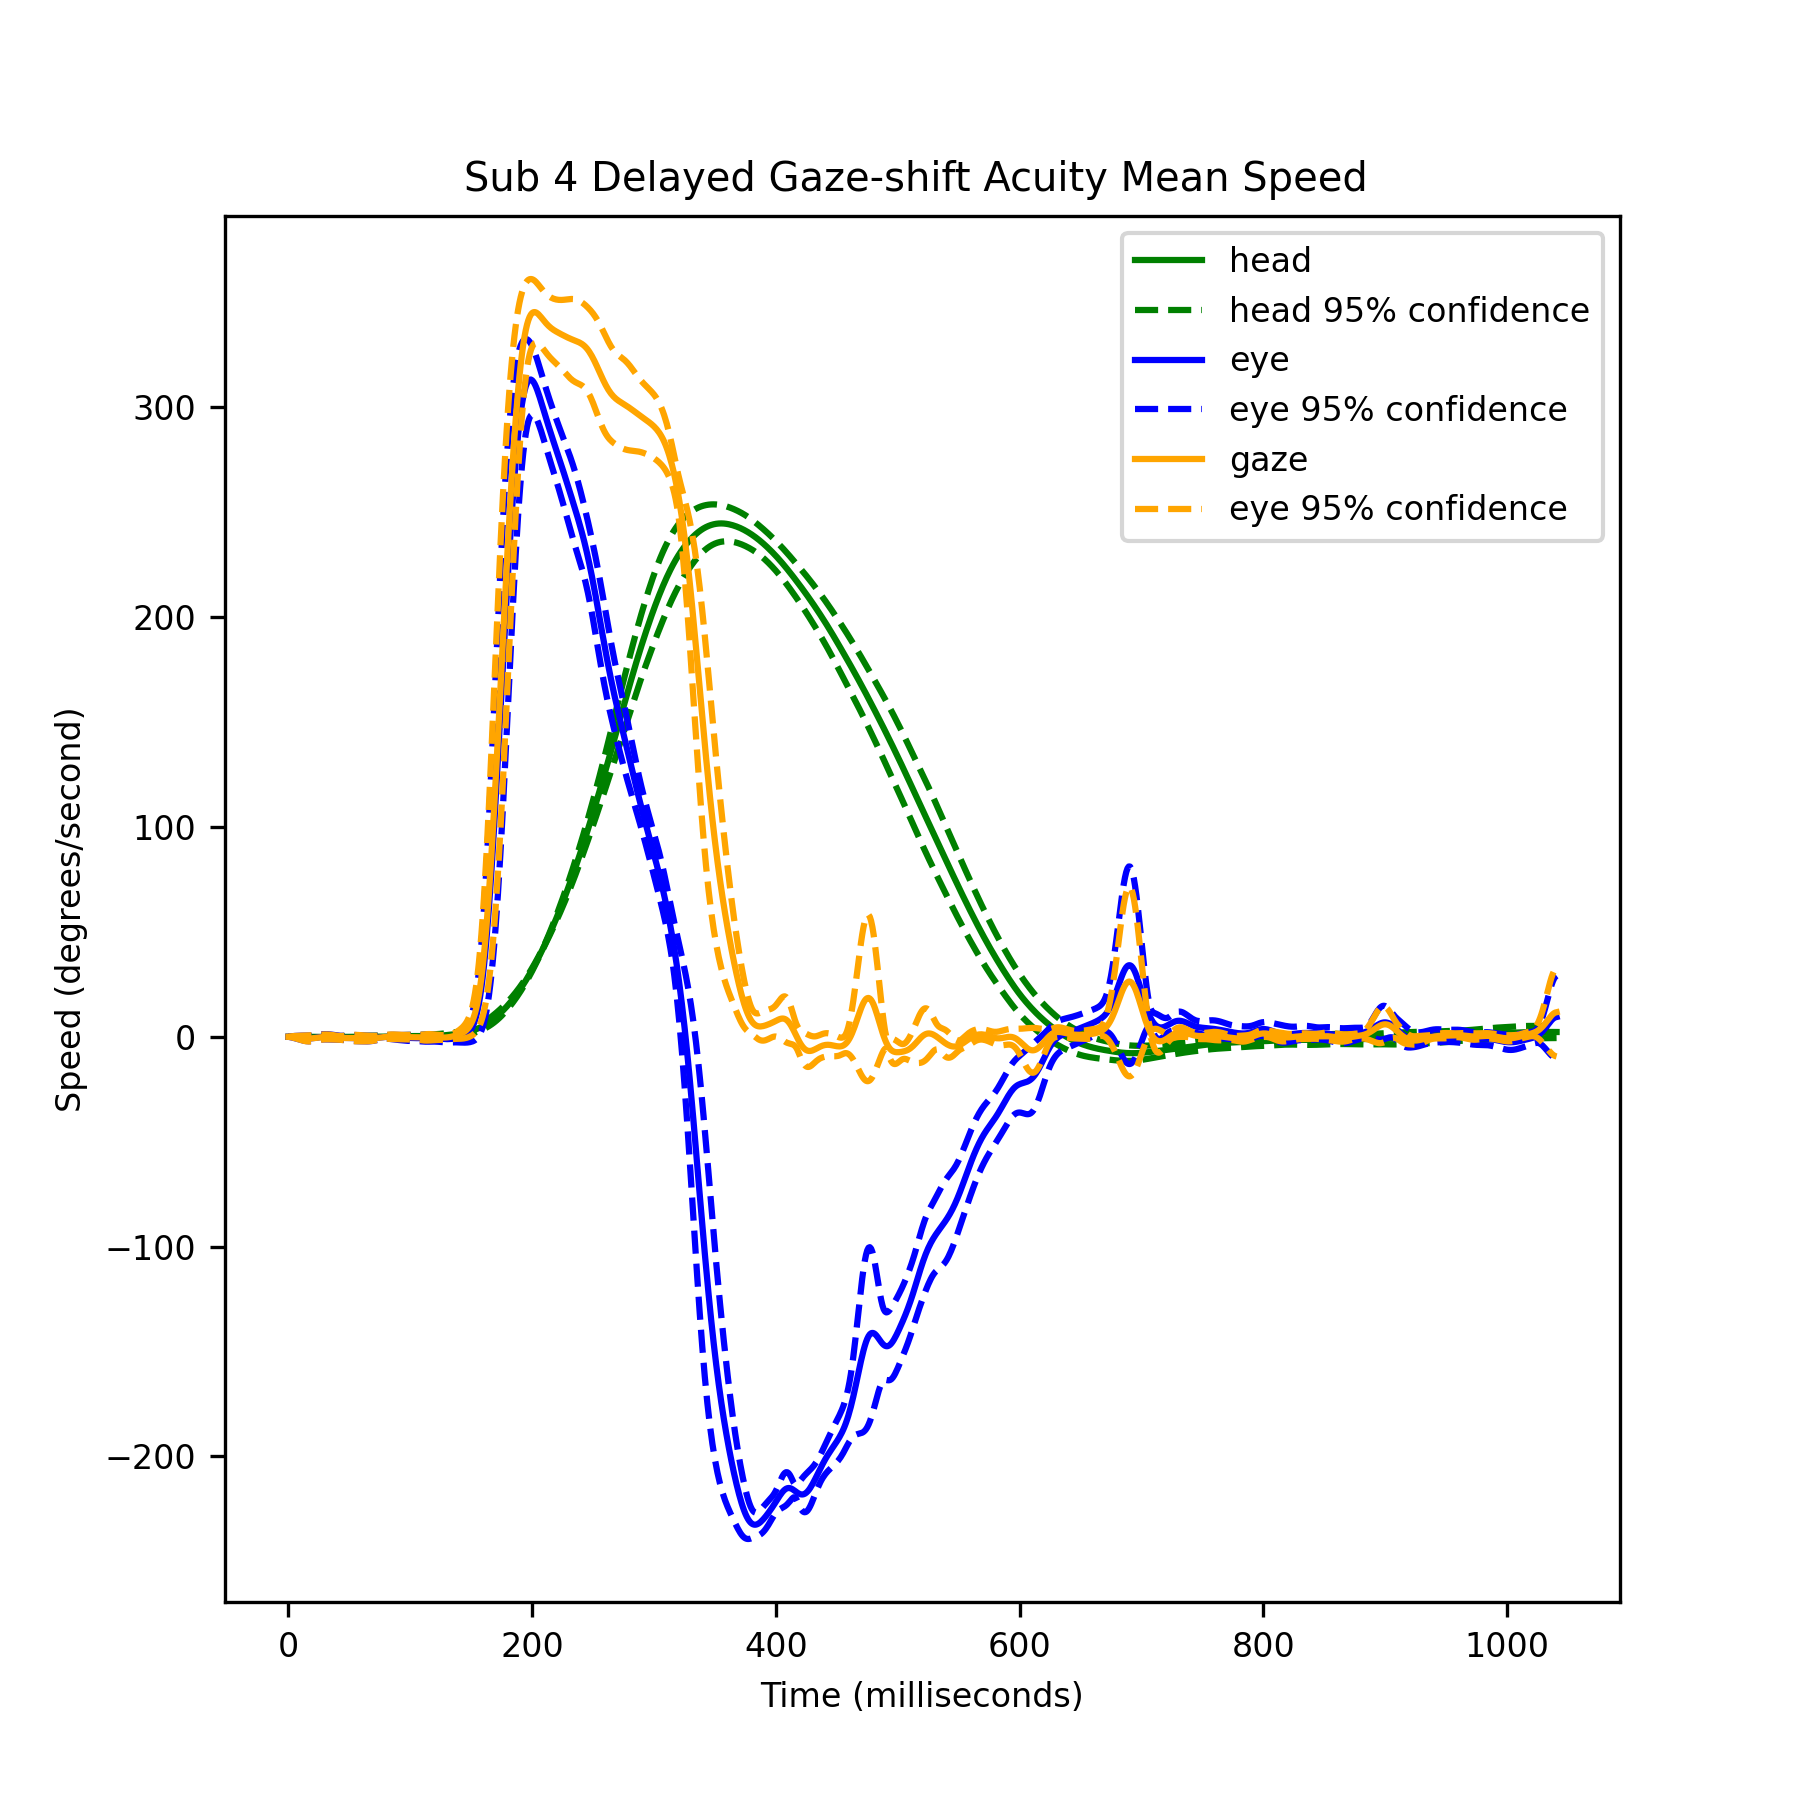 Sub 4 Delayed Gaze-shift Acuity Mean Speed
head
head 95% confidence
eye
eye 95% confidence
gaze
eye 95% confidence
Speed (degrees/second)
300
200
100
0
−100
−200
0 200 400 600 800 1000
Time (milliseconds)